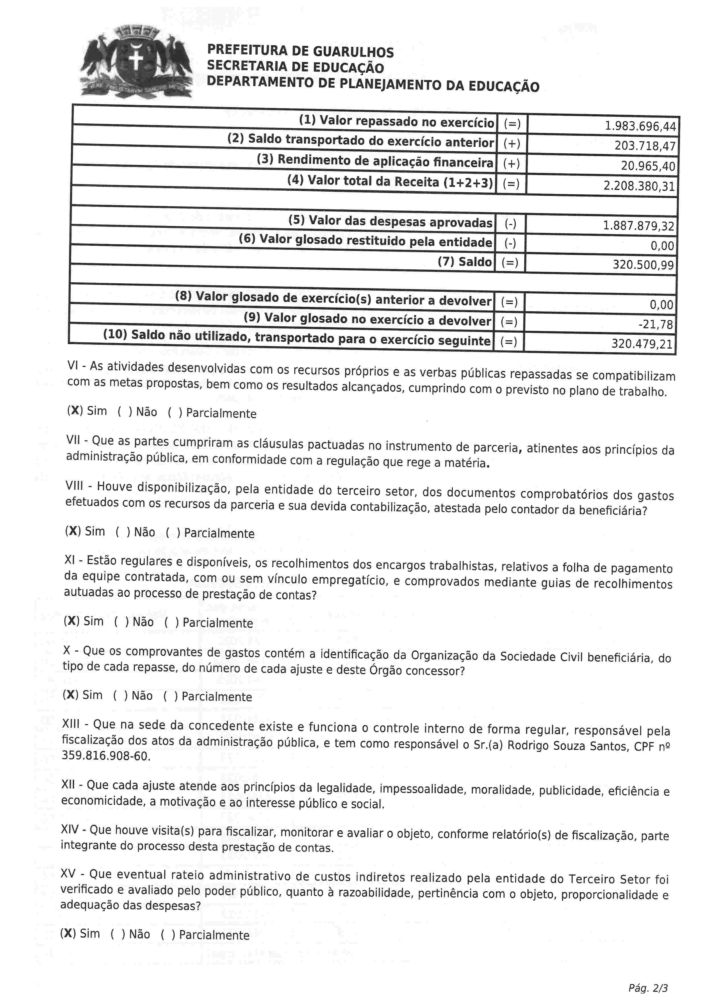 PREFEITURA DE GUARULHOS
SECRETARIA DE EDUCAÇÃO
DEPARTAMENTO DE PLANEJAMENTO DA EDUCAÇÃO
(1) Valor repassado no exercício (=) 1.983.696,44
(2) Saldo transportado do exercício anterior (+) 203.718,47
(3) Rendimento de aplicação financeira (+) 20.965,40
(4) Valor total da Receita (1+2+3) (=) 2.208.380,31
(5) Valor das despesas aprovadas (-) 1.887.879,32
(6) Valor glosado restituido pela entidade (-) 0,00
(7) Saldo (=) 320.500,99
(8) Valor glosado de exercício(s) anterior a devolver (=) 0,00
(9) Valor glosado no exercício a devolver (=) -21,78
(10) Saldo não utilizado, transportado para o exercício seguinte (=) 320.479,21
VI - As atividades desenvolvidas com os recursos próprios e as verbas públicas repassadas se compatibilizam
com as metas propostas, bem como os resultados alcançados, cumprindo com o previsto no plano de trabalho.
(X) Sim ( ) Não ( ) Parcialmente
VII - Que as partes cumpriram as cláusulas pactuadas no instrumento de parceria, atinentes aos princípios da
administração pública, em conformidade com a regulação que rege a matéria.
VIII - Houve disponibilização, pela entidade do terceiro setor, dos documentos comprobatórios dos gastos
efetuados com os recursos da parceria e sua devida contabilização, atestada pelo contador da beneficiária?
(X) Sim ( ) Não ( ) Parcialmente
XI - Estão regulares e disponíveis, os recolhimentos dos encargos trabalhistas, relativos a folha de pagamento
da equipe contratada, com ou sem vínculo empregatício, e comprovados mediante guias de recolhimentos
autuadas ao processo de prestação de contas?
(X) Sim ( ) Não ( ) Parcialmente
X - Que os comprovantes de gastos contém a identificação da Organização da Sociedade Civil beneficiária, do
tipo de cada repasse, do número de cada ajuste e deste Órgão concessor?
(X) Sim ( ) Não ( ) Parcialmente
XIII - Que na sede da concedente existe e funciona o controle interno de forma regular, responsável pela
fiscalização dos atos da administração pública, e tem como responsável o Sr.(a) Rodrigo Souza Santos, CPF nº
359.816.908-60.
XII - Que cada ajuste atende aos princípios da legalidade, impessoalidade, moralidade, publicidade, eficiência e
economicidade, a motivação e ao interesse público e social.
XIV - Que houve visita(s) para fiscalizar, monitorar e avaliar o objeto, conforme relatório(s) de fiscalização, parte
integrante do processo desta prestação de contas.
XV - Que eventual rateio administrativo de custos indiretos realizado pela entidade do Terceiro Setor foi
verificado e avaliado pelo poder público, quanto à razoabilidade, pertinência com o objeto, proporcionalidade e
adequação das despesas?
(X) Sim ( ) Não ( ) Parcialmente
Pág. 2/3